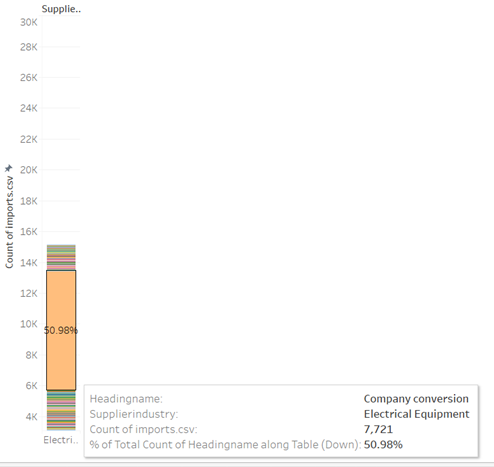 Supplie..
30K
28K
26K
24K
22K
20K
18K
16K
14K
12K
10K
8K
6K
4K
Count of imports.csv
50.98%
Electri..
Headingname: Company conversion
Supplierindustry: Electrical Equipment
Count of imports.csv: 7,721
% of Total Count of Headingname along Table (Down): 50.98%